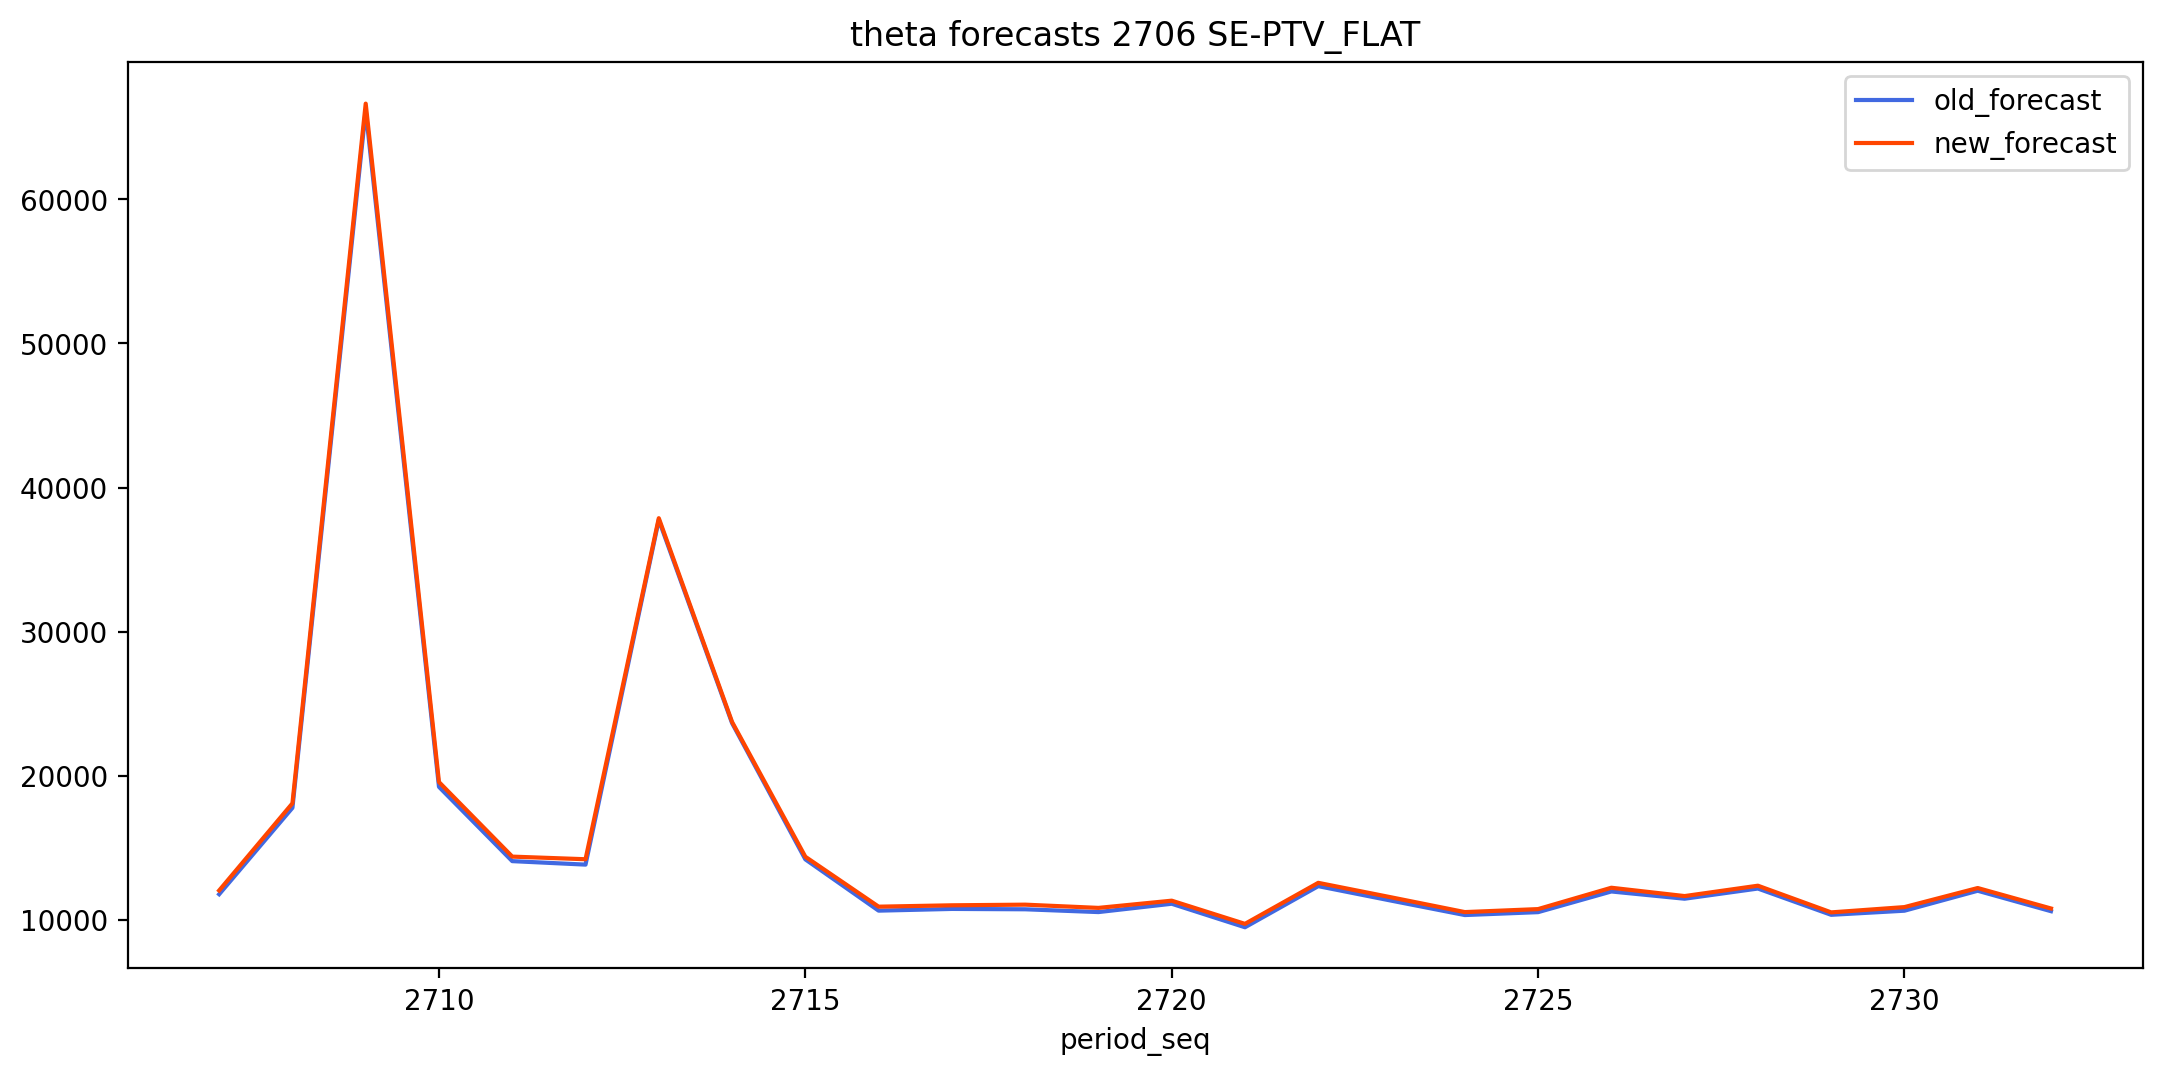 theta forecasts 2706 SE-PTV_FLAT
old_forecast
new_forecast
60000
50000
40000
30000
20000
10000
2710 2715 2720 2725 2730
period_seq